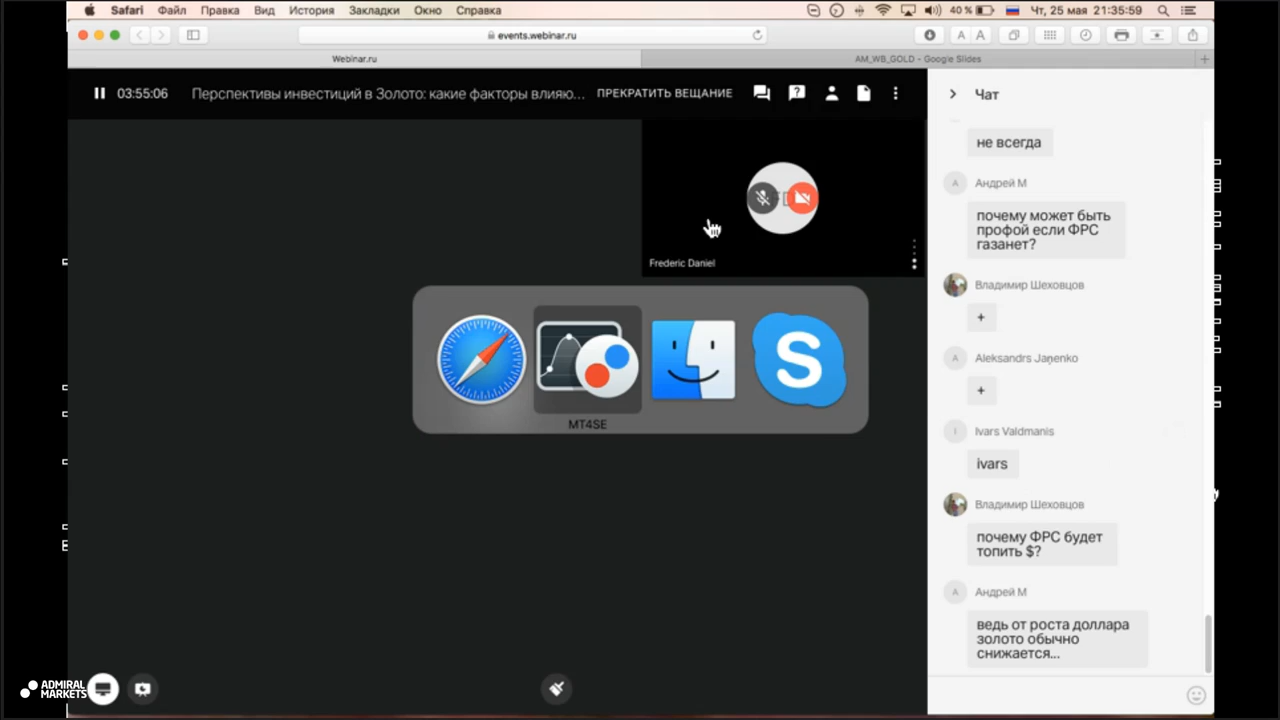 Safari Файл Правка Вид История Закладки Окно Справка 40 % Чт, 25 мая 21:35:59
events.webinar.ru
A A
Webinar.ru
AM_WB_GOLD - Google Slides
03:55:06 Перспективы инвестиций в Золото: какие факторы влияю... ПРЕКРАТИТЬ ВЕЩАНИЕ
Чат
не всегда
A Андрей М
почему может быть
профой если ФРС
газанет?
Владимир Шеховцов
+
A Aleksandrs Jaņenko
+
I Ivars Valdmanis
ivars
Владимир Шеховцов
почему ФРС будет
топить $?
A Андрей М
ведь от роста доллара
золото обычно
снижается...
Frederic Daniel
MT4SE
ADMIRAL
MARKETS